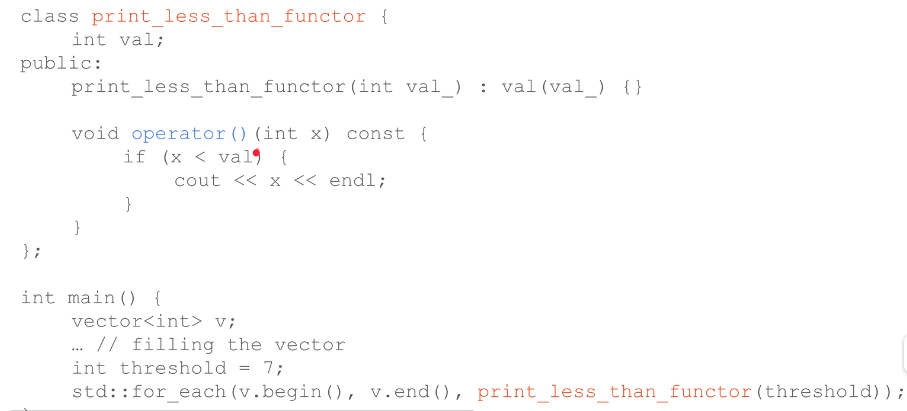 class print_less_than_functor {
int val;
public:
print_less_than_functor(int val_) : val(val_) {}
void operator()(int x) const {
if (x < val) {
cout << x << endl;
}
}
};
int main() {
vector<int> v;
… // filling the vector
int threshold = 7;
std::for_each(v.begin(), v.end(), print_less_than_functor(threshold));